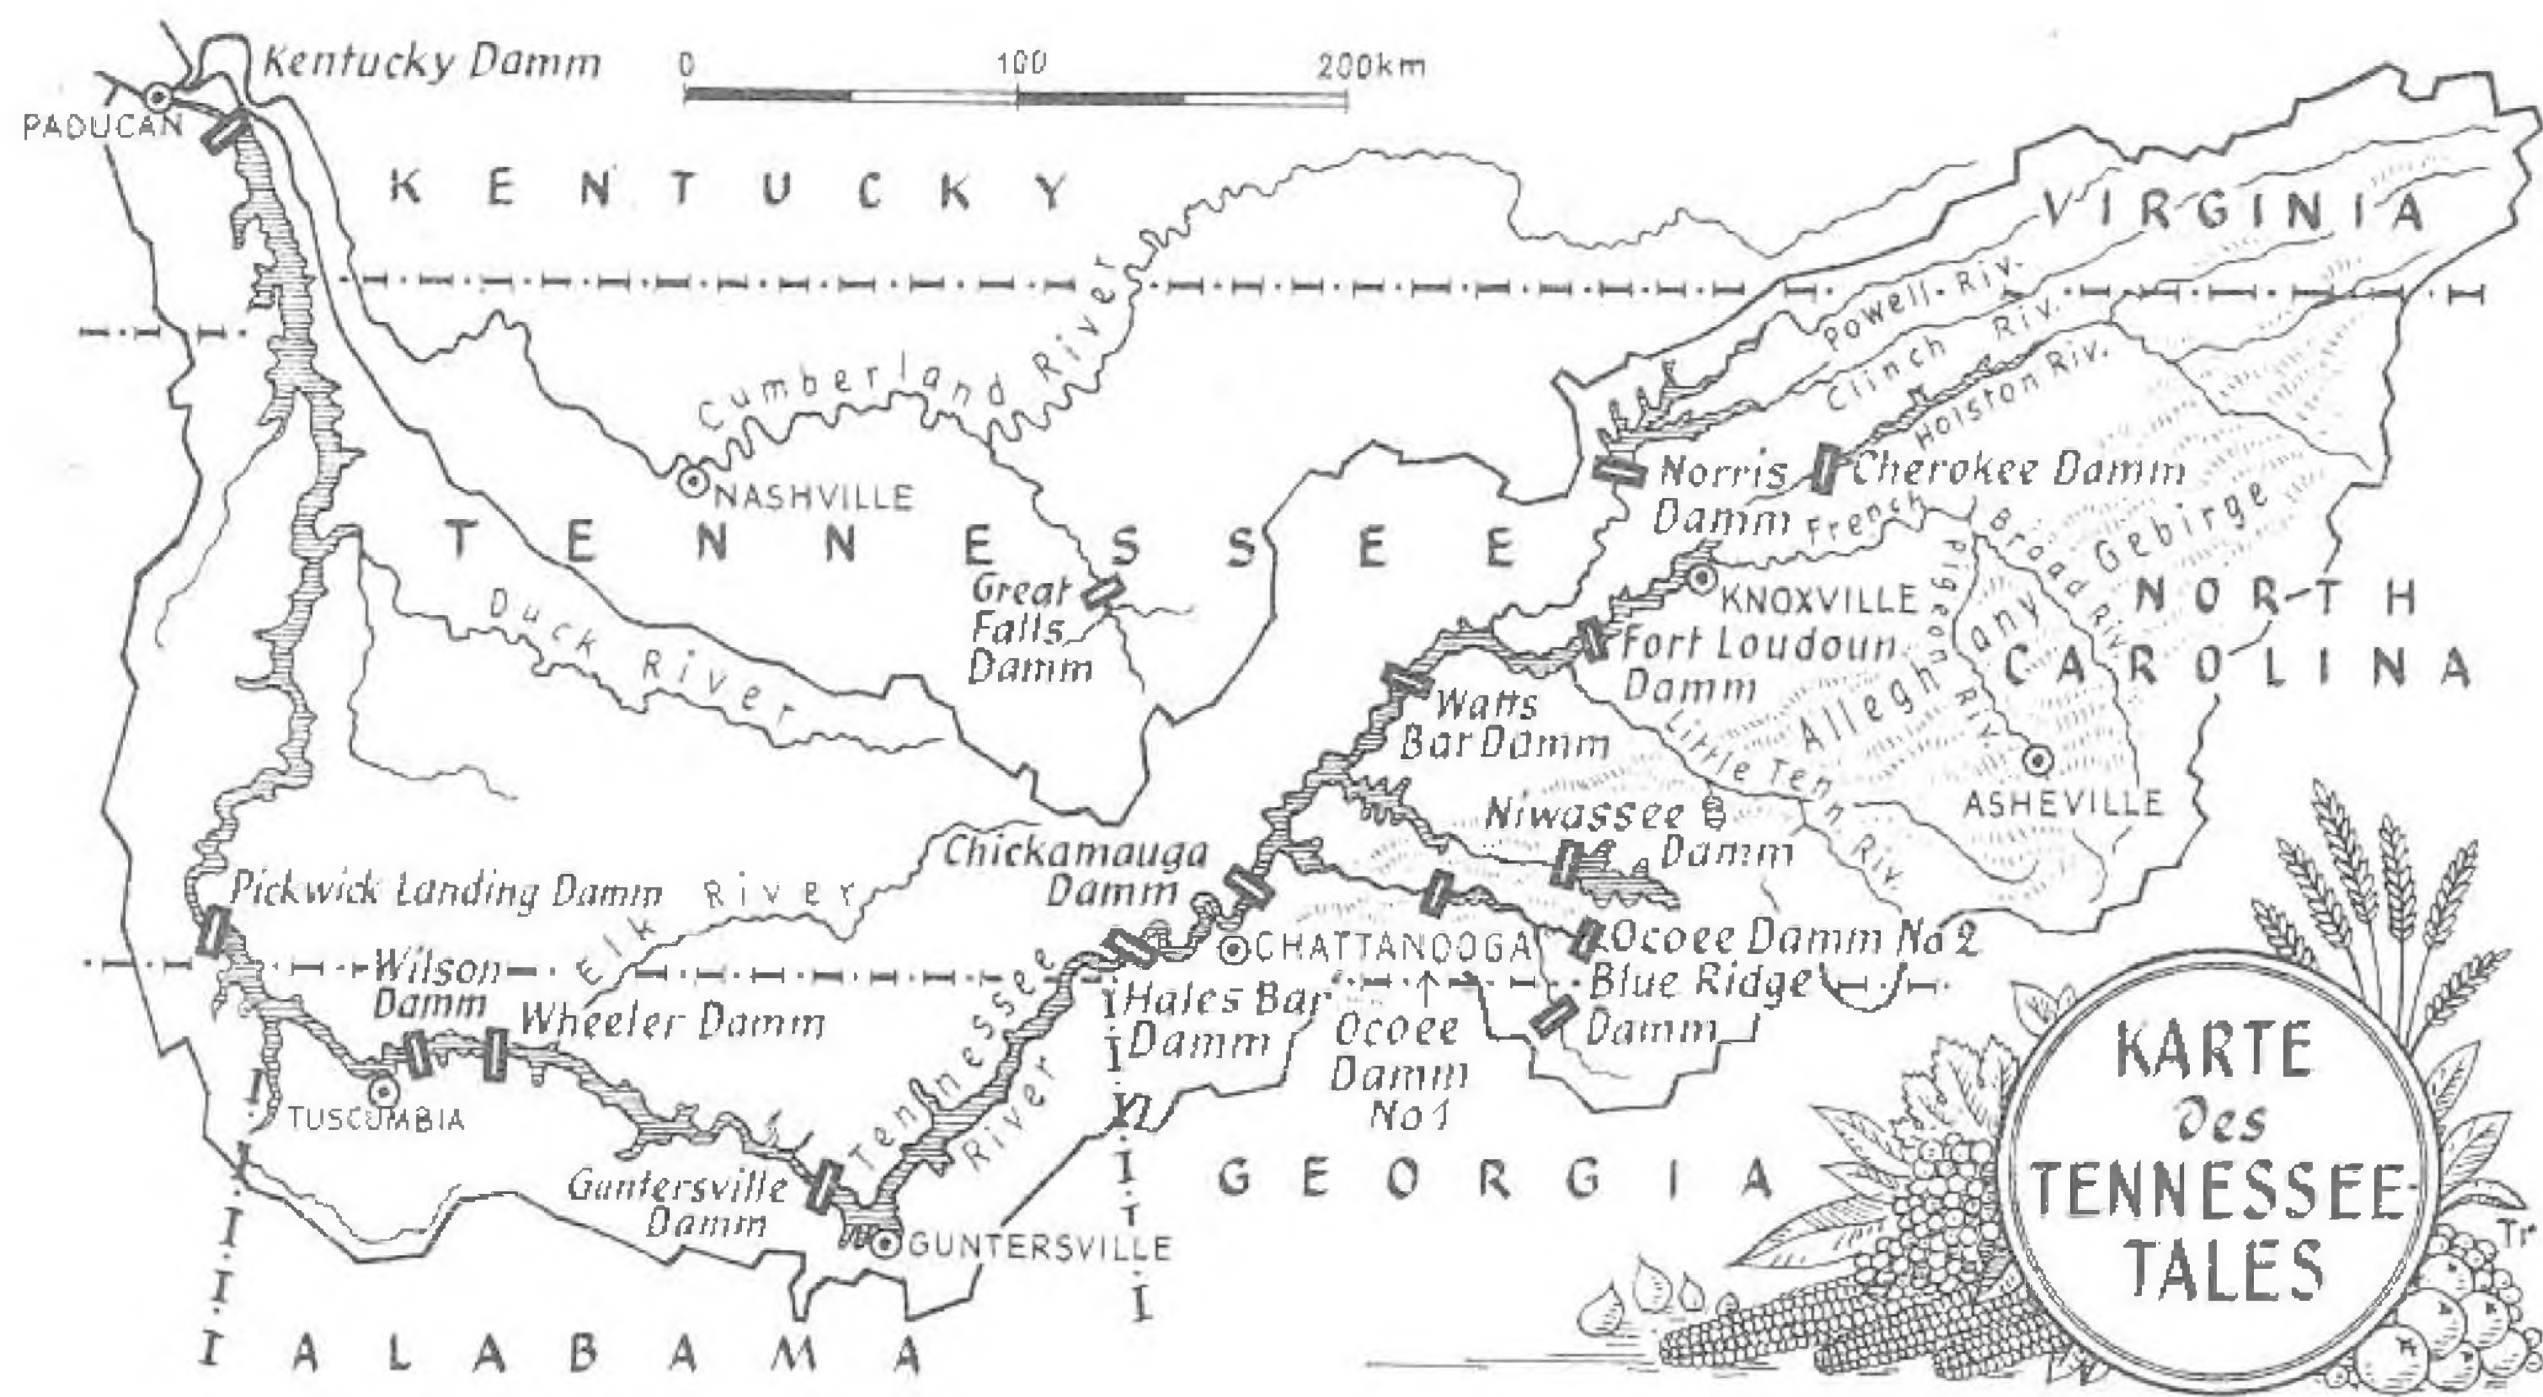 Kentucky Damm
0 100 200km
PADUCAN
KENTUCKY
VIRGINIA
Powell-Riv.
Clinch Riv.
Holston Riv.
Cumberland River
NASHVILLE
Norris
Damm
Cherokee Damm
TENNESSEE
French Broad Riv.
Pigeon Riv.
Alleghany Gebirge
Great
Falls
Damm
KNOXVILLE
NORTH
CAROLINA
Duck River
Fort Loudoun
Damm
Watts
Bar Damm
Little Tenn. Riv.
ASHEVILLE
Niwassee
Damm
Chickamauga
Damm
Pickwick Landing Damm
Elk River
CHATTANOOGA
Ocoee Damm No 2
Blue Ridge
Damm
Wilson
Damm
Wheeler Damm
Hales Bar
Damm
Ocoee
Damm
No 1
Tennessee
River
TUSCUMBIA
Guntersville
Damm
GUNTERSVILLE
GEORGIA
ALABAMA
KARTE
des
TENNESSEE-
TALES
Tr